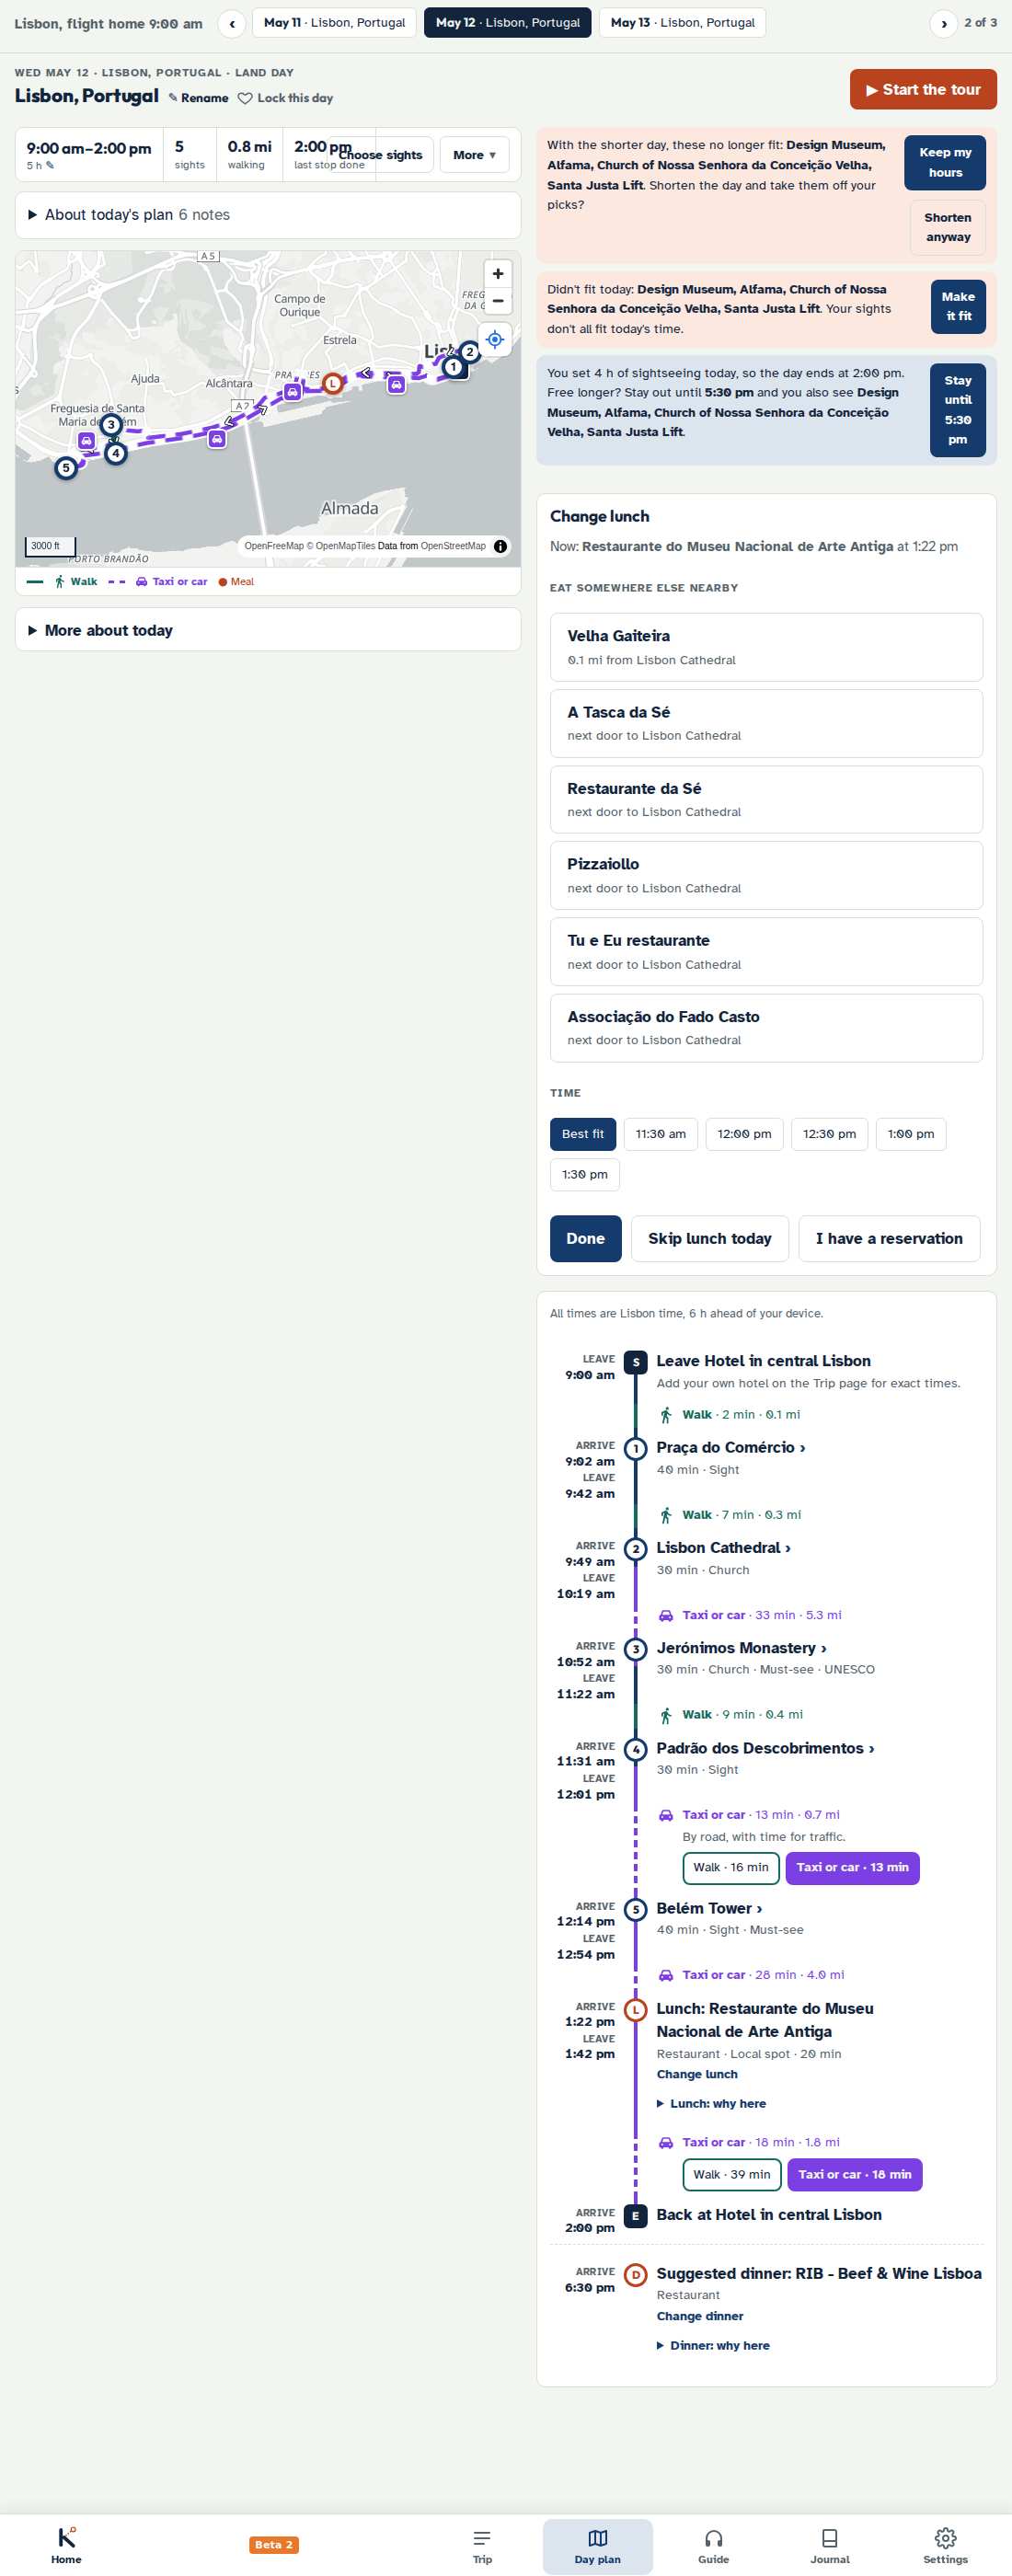 Lisbon, flight home 9:00 am
‹
May 11 · Lisbon, Portugal
May 12 · Lisbon, Portugal
May 13 · Lisbon, Portugal
›
2 of 3
WED MAY 12 · LISBON, PORTUGAL · LAND DAY
Lisbon, Portugal ✎ Rename Lock this day
▶ Start the tour
9:00 am–2:00 pm
5 h ✎
5
sights
0.8 mi
walking
2:00 pm
last stop done
Choose sights
More ▾
▶ About today's plan 6 notes
A 5
Campo de
Ourique
FREG
DA
Estrela
Lis
2
1
Ajuda
Alcântara
L
A 2
Freguesia de Santa
Maria de
ém
3
4
5
Almada
3000 ft
PORTO BRANDÃO
+
−
OpenFreeMap © OpenMapTiles Data from OpenStreetMap
Walk Taxi or car Meal
▶ More about today
With the shorter day, these no longer fit: Design Museum,
Alfama, Church of Nossa Senhora da Conceição Velha,
Santa Justa Lift. Shorten the day and take them off your
picks?
Keep my
hours
Shorten
anyway
Didn't fit today: Design Museum, Alfama, Church of Nossa
Senhora da Conceição Velha, Santa Justa Lift. Your sights
don't all fit today's time.
Make
it fit
You set 4 h of sightseeing today, so the day ends at 2:00 pm.
Free longer? Stay out until 5:30 pm and you also see Design
Museum, Alfama, Church of Nossa Senhora da Conceição
Velha, Santa Justa Lift.
Stay
until
5:30
pm
Change lunch
Now: Restaurante do Museu Nacional de Arte Antiga at 1:22 pm
EAT SOMEWHERE ELSE NEARBY
Velha Gaiteira
0.1 mi from Lisbon Cathedral
A Tasca da Sé
next door to Lisbon Cathedral
Restaurante da Sé
next door to Lisbon Cathedral
Pizzaiollo
next door to Lisbon Cathedral
Tu e Eu restaurante
next door to Lisbon Cathedral
Associação do Fado Casto
next door to Lisbon Cathedral
TIME
Best fit
11:30 am
12:00 pm
12:30 pm
1:00 pm
1:30 pm
Done
Skip lunch today
I have a reservation
All times are Lisbon time, 6 h ahead of your device.
LEAVE
9:00 am
S
Leave Hotel in central Lisbon
Add your own hotel on the Trip page for exact times.
Walk · 2 min · 0.1 mi
ARRIVE
9:02 am
LEAVE
9:42 am
1
Praça do Comércio ›
40 min · Sight
Walk · 7 min · 0.3 mi
ARRIVE
9:49 am
LEAVE
10:19 am
2
Lisbon Cathedral ›
30 min · Church
Taxi or car · 33 min · 5.3 mi
ARRIVE
10:52 am
LEAVE
11:22 am
3
Jerónimos Monastery ›
30 min · Church · Must-see · UNESCO
Walk · 9 min · 0.4 mi
ARRIVE
11:31 am
LEAVE
12:01 pm
4
Padrão dos Descobrimentos ›
30 min · Sight
Taxi or car · 13 min · 0.7 mi
By road, with time for traffic.
Walk · 16 min
Taxi or car · 13 min
ARRIVE
12:14 pm
LEAVE
12:54 pm
5
Belém Tower ›
40 min · Sight · Must-see
Taxi or car · 28 min · 4.0 mi
ARRIVE
1:22 pm
LEAVE
1:42 pm
L
Lunch: Restaurante do Museu
Nacional de Arte Antiga
Restaurant · Local spot · 20 min
Change lunch
▶ Lunch: why here
Taxi or car · 18 min · 1.8 mi
Walk · 39 min
Taxi or car · 18 min
ARRIVE
2:00 pm
E
Back at Hotel in central Lisbon
ARRIVE
6:30 pm
D
Suggested dinner: RIB - Beef & Wine Lisboa
Restaurant
Change dinner
▶ Dinner: why here
Home
Beta 2
Trip
Day plan
Guide
Journal
Settings